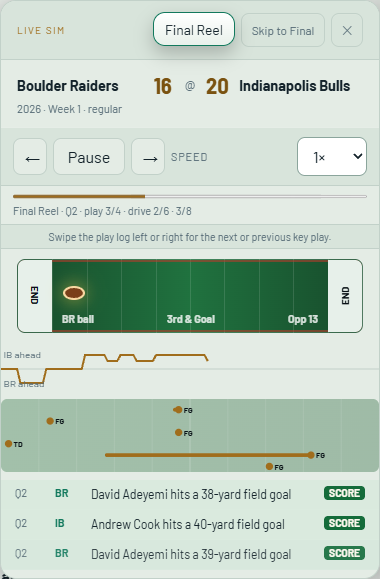 LIVE SIM
Final Reel
Skip to Final
×
Boulder Raiders 16 @ 20 Indianapolis Bulls
2026 · Week 1 · regular
← Pause → SPEED 1×
Final Reel · Q2 · play 3/4 · drive 2/6 · 3/8
Swipe the play log left or right for the next or previous key play.
END
END
BR ball 3rd & Goal Opp 13
IB ahead
BR ahead
FG
FG
FG
TD
FG
FG
Q2 BR David Adeyemi hits a 38-yard field goal SCORE
Q2 IB Andrew Cook hits a 40-yard field goal SCORE
Q2 BR David Adeyemi hits a 39-yard field goal SCORE